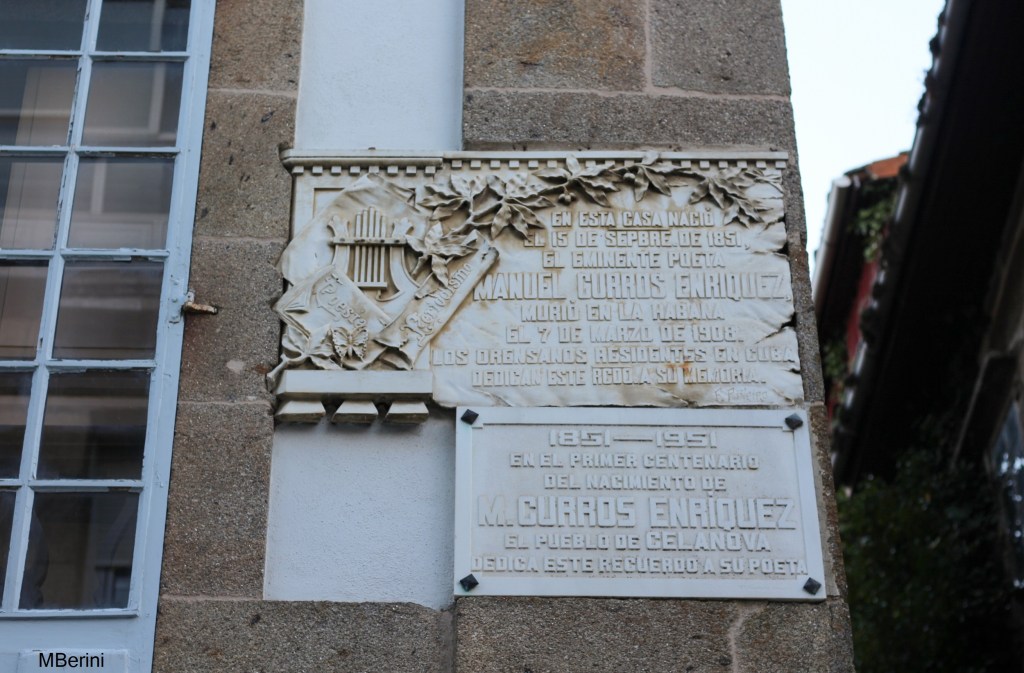 EN ESTA CASA NACIÓ
EL 15 DE SEPBRE. DE 1851,
EL EMINENTE POETA
MANUEL CURROS ENRIQUEZ,
MURIÓ EN LA HABANA
EL 7 DE MARZO DE 1908.
LOS ORENSANOS RESIDENTES EN CUBA
DEDICAN ESTE RCDO. A SU MEMORIA.
1851—1951
EN EL PRIMER CENTENARIO
DEL NACIMIENTO DE
M. CURROS ENRIQUEZ
EL PUEBLO DE CELANOVA
DEDICA ESTE RECUERDO A SU POETA
MBerini